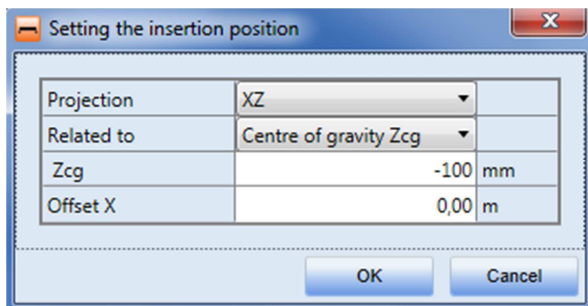 Setting the insertion position
Projection XZ
Related to Centre of gravity Zcg
Zcg -100 mm
Offset X 0,00 m
OK Cancel